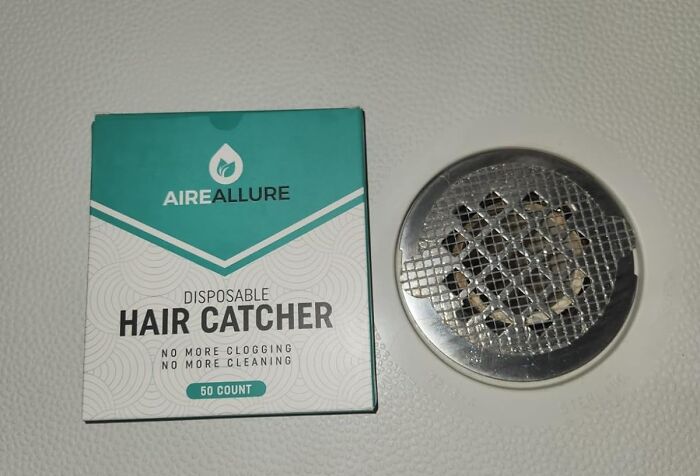 AIREALLURE
DISPOSABLE
HAIR CATCHER
NO MORE CLOGGING
NO MORE CLEANING
50 COUNT